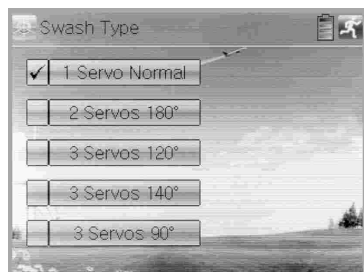 Swash Type
1 Servo Normal
2 Servos 180°
3 Servos 120°
3 Servos 140°
3 Servos 90°